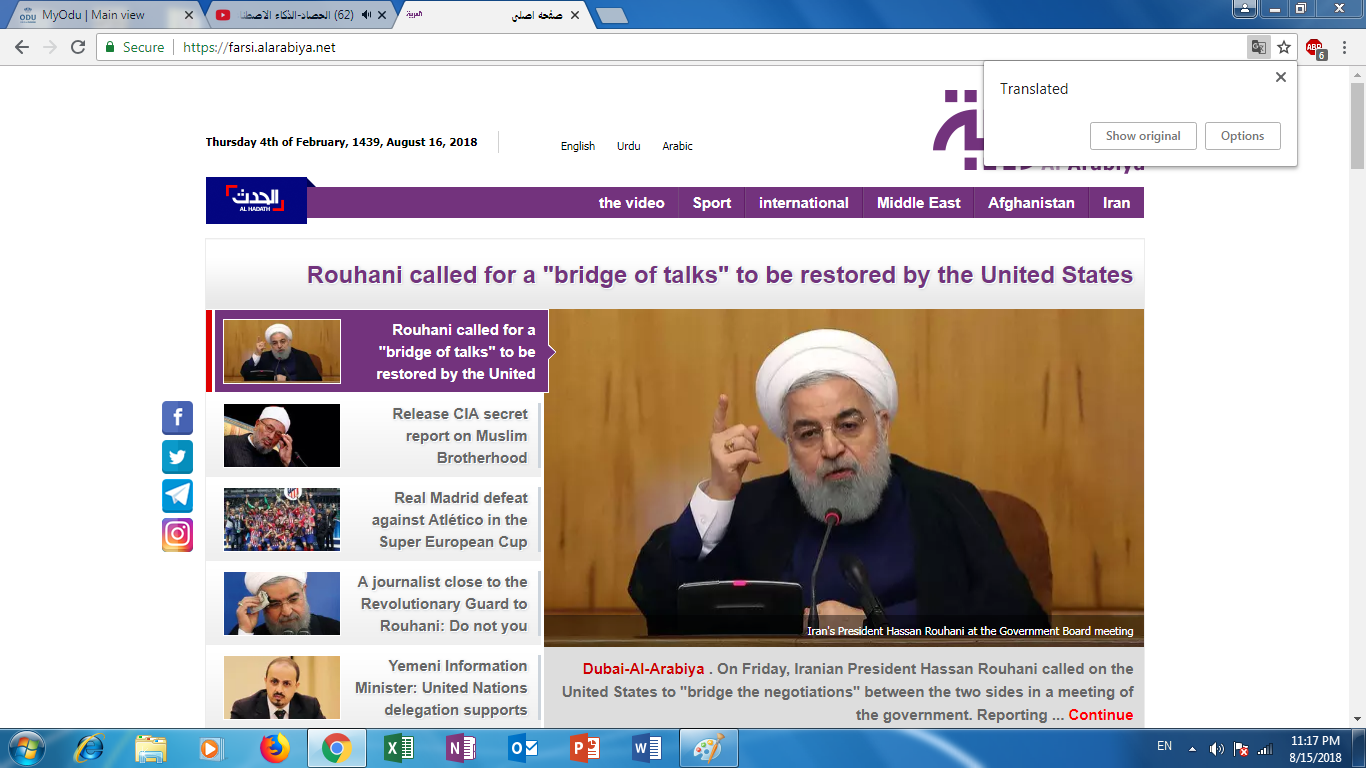 MyOdu | Main view
(62) الحصاد-الذكاء الاصطنا
صفحه اصلی
العربية
Secure
https://farsi.alarabiya.net
ABP
6
Translated
Show original
Options
Thursday 4th of February, 1439, August 16, 2018
English
Urdu
Arabic
Al Arabiya
الحدث
AL HADATH
the video
Sport
international
Middle East
Afghanistan
Iran
Rouhani called for a "bridge of talks" to be restored by the United States
Rouhani called for a
"bridge of talks" to be
restored by the United
Release CIA secret
report on Muslim
Brotherhood
Real Madrid defeat
against Atlético in the
Super European Cup
A journalist close to the
Revolutionary Guard to
Rouhani: Do not you
Yemeni Information
Minister: United Nations
delegation supports
Iran's President Hassan Rouhani at the Government Board meeting
Dubai-Al-Arabiya . On Friday, Iranian President Hassan Rouhani called on the
United States to "bridge the negotiations" between the two sides in a meeting of
the government. Reporting ... Continue
EN
11:17 PM
8/15/2018